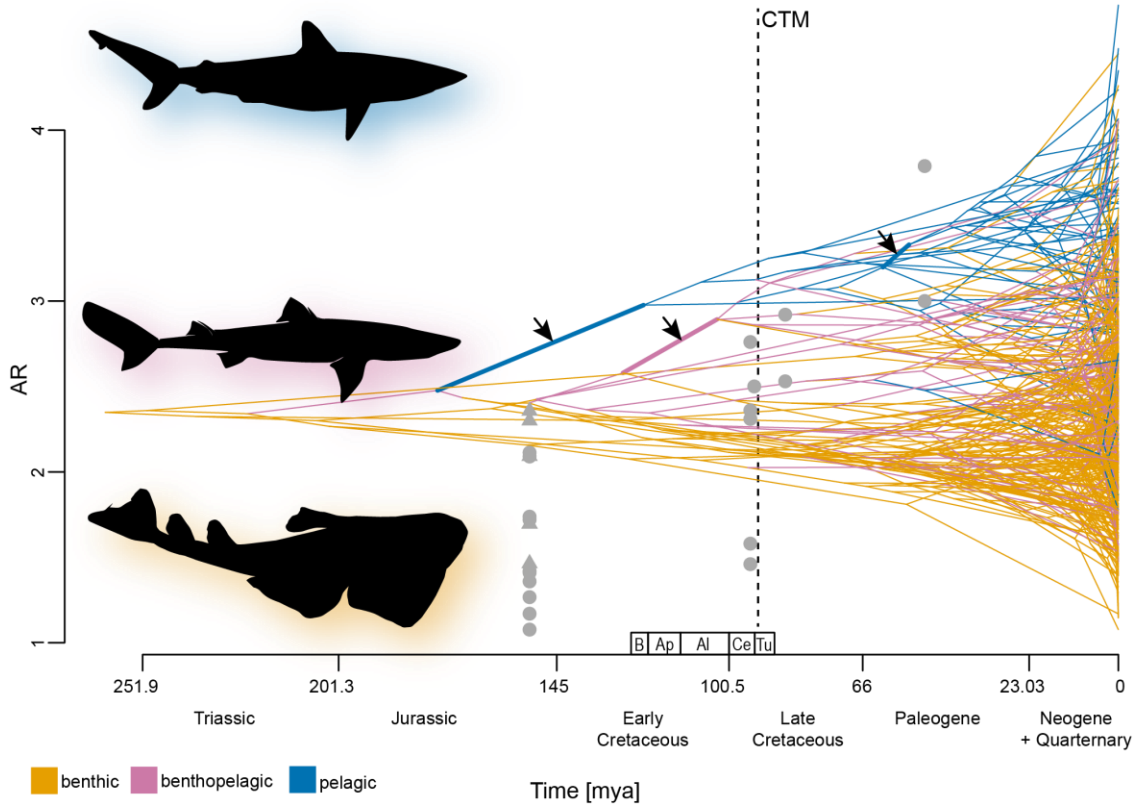 CTM
4
3
2
1
AR
B Ap Al Ce Tu
251.9 201.3 145 100.5 66 23.03 0
Triassic Jurassic Early Cretaceous Late Cretaceous Paleogene Neogene + Quarternary
benthic benthopelagic pelagic
Time [mya]